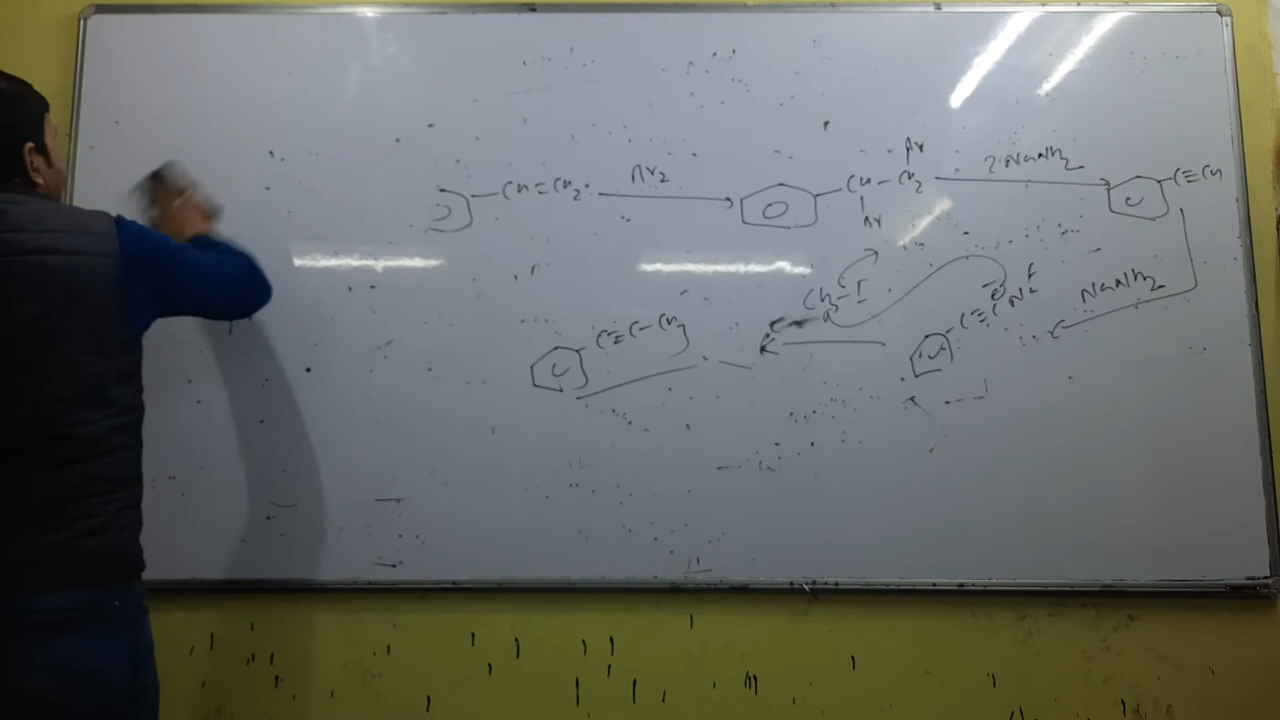 Br
CH=CH2 Br2 CH-CH2 2 NaNH2 C≡CH
Br
CH3-I C≡C Na+ NaNH2
C≡C-CH3